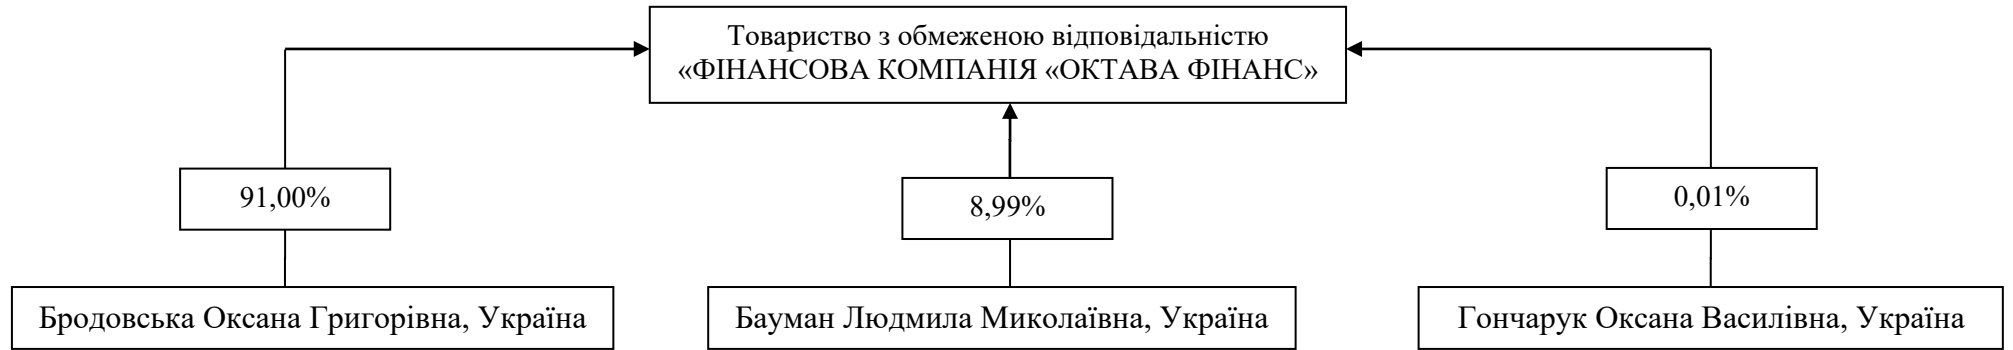 Товариство з обмеженою відповідальністю
«ФІНАНСОВА КОМПАНІЯ «ОКТАВА ФІНАНС»
91,00%
8,99%
0,01%
Бродовська Оксана Григорівна, Україна
Бауман Людмила Миколаївна, Україна
Гончарук Оксана Василівна, Україна